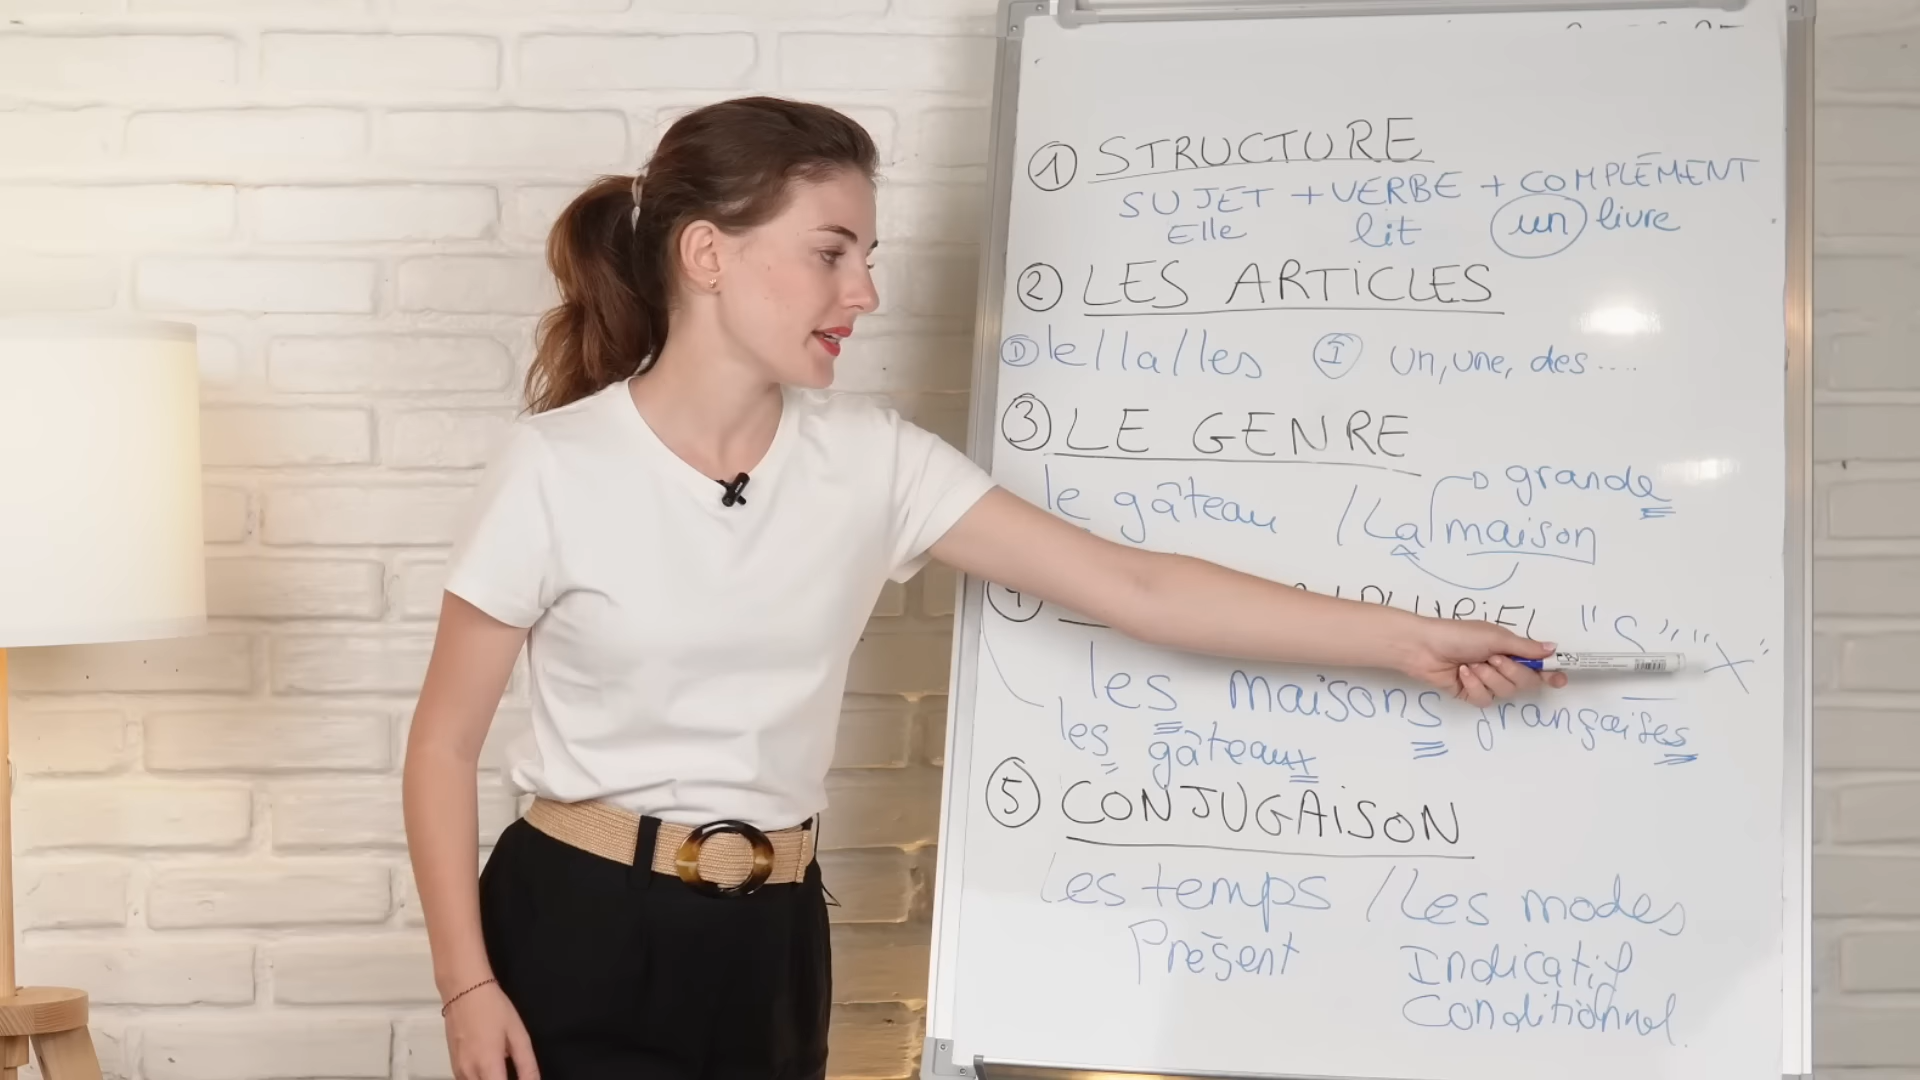 ① STRUCTURE
SUJET + VERBE + COMPLÉMENT
Elle lit un livre
② LES ARTICLES
Ⓓ le/la/les Ⓘ un, une, des ....
③ LE GENRE
grande
le gâteau / La maison
④ PLURIEL "S", "X"
les maisons françaises
les gâteaux
⑤ CONJUGAISON
Les temps / Les modes
Présent Indicatif
Conditionnel